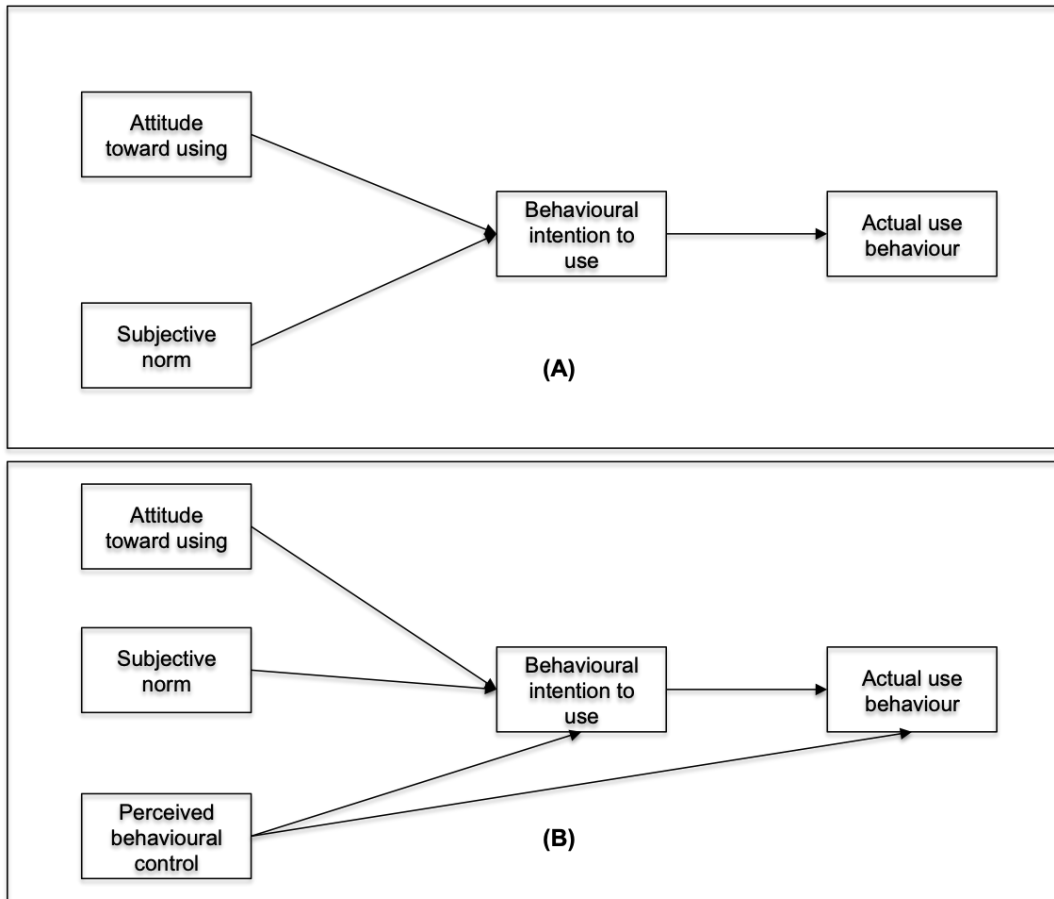 Attitude
toward using
Behavioural
intention to
use
Actual use
behaviour
Subjective
norm
(A)
Attitude
toward using
Subjective
norm
Behavioural
intention to
use
Actual use
behaviour
Perceived
behavioural
control
(B)